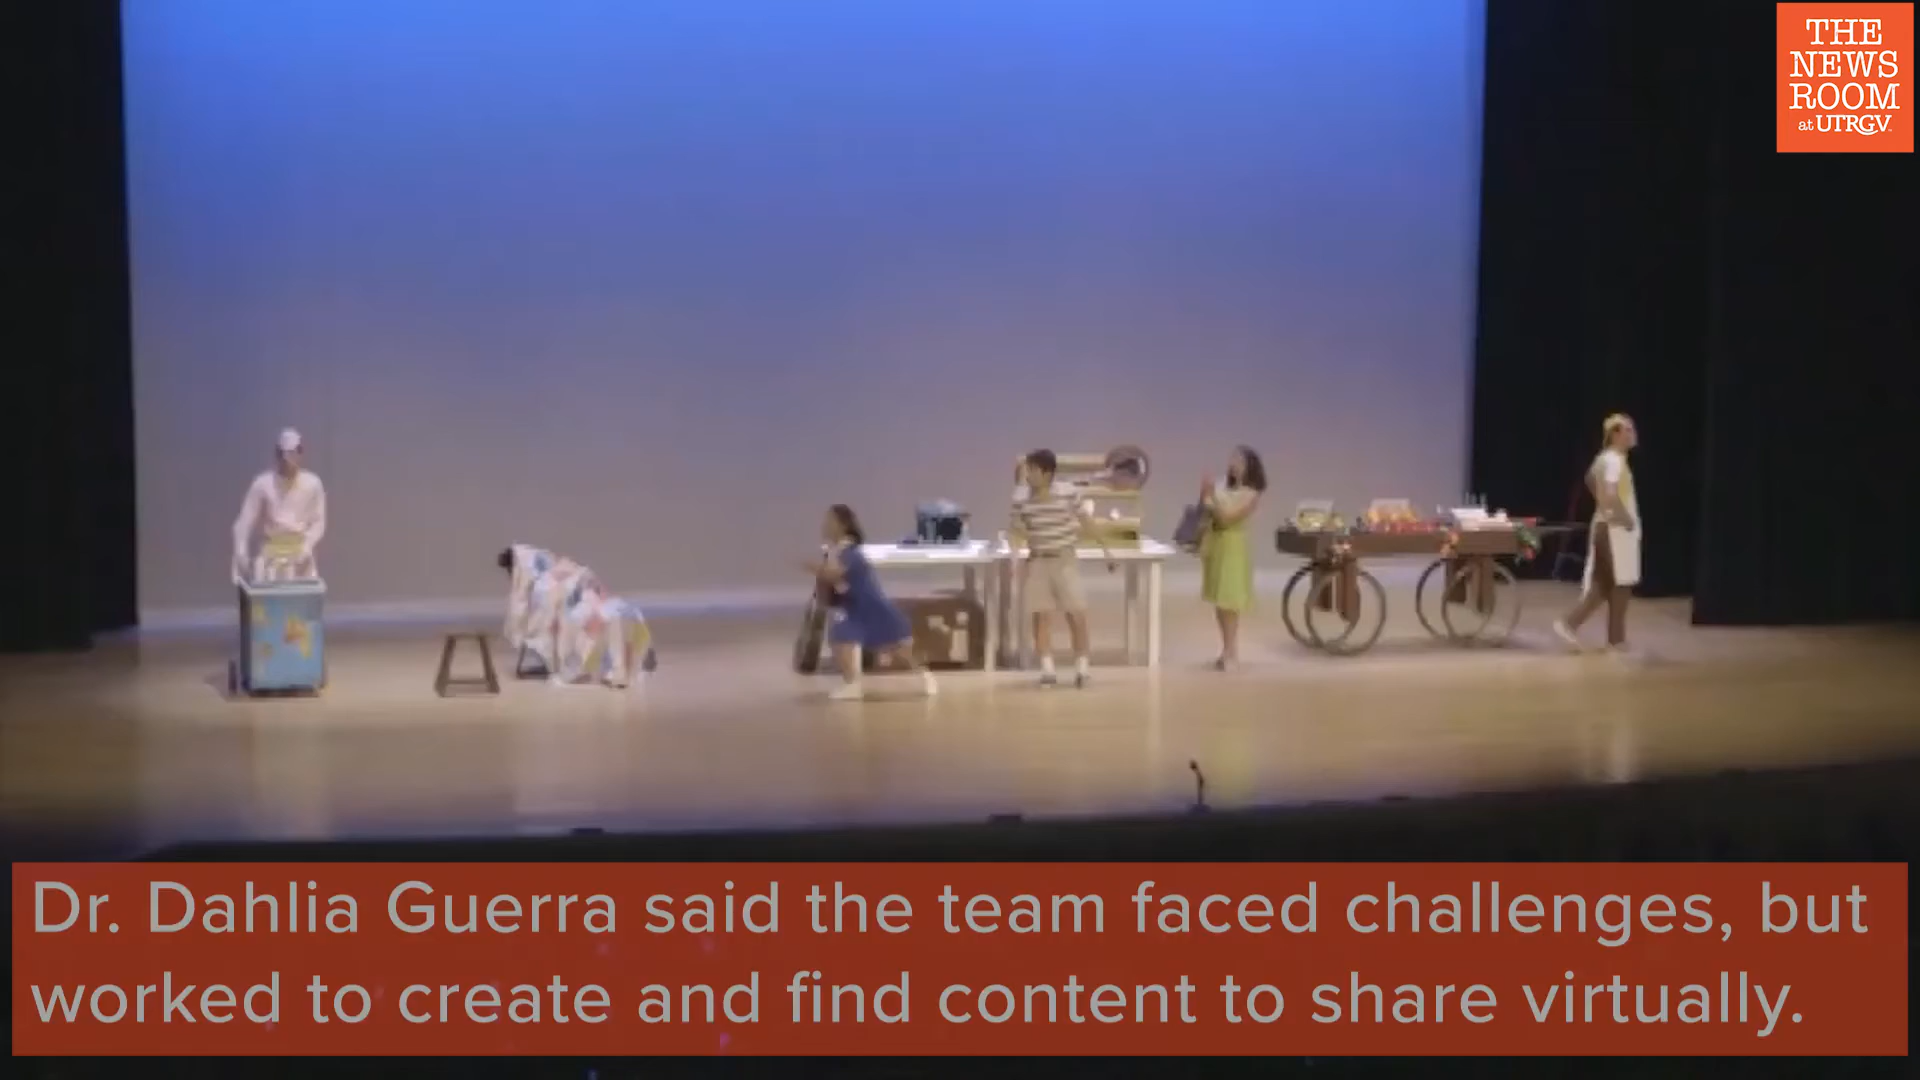 THE
NEWS
ROOM
at UTRGV
Dr. Dahlia Guerra said the team faced challenges, but
worked to create and find content to share virtually.